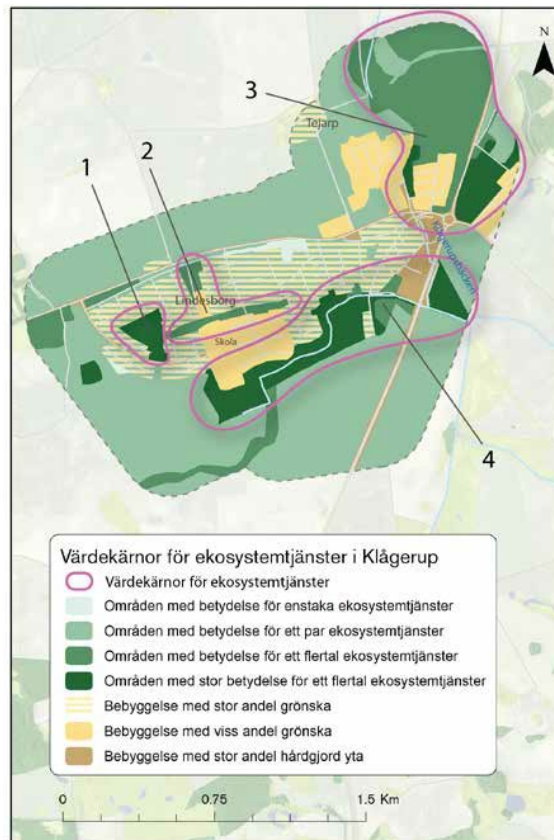 N
3
Tejarp
1
2
Klågerupsbäcken
Lindesborg
Skola
4
Värdekärnor för ekosystemtjänster i Klågerup
Värdekärnor för ekosystemtjänster
Områden med betydelse för enstaka ekosystemtjänster
Områden med betydelse för ett par ekosystemtjänster
Områden med betydelse för ett flertal ekosystemtjänster
Områden med stor betydelse för ett flertal ekosystemtjänster
Bebyggelse med stor andel grönska
Bebyggelse med viss andel grönska
Bebyggelse med stor andel hårdgjord yta
0 0.75 1.5 Km